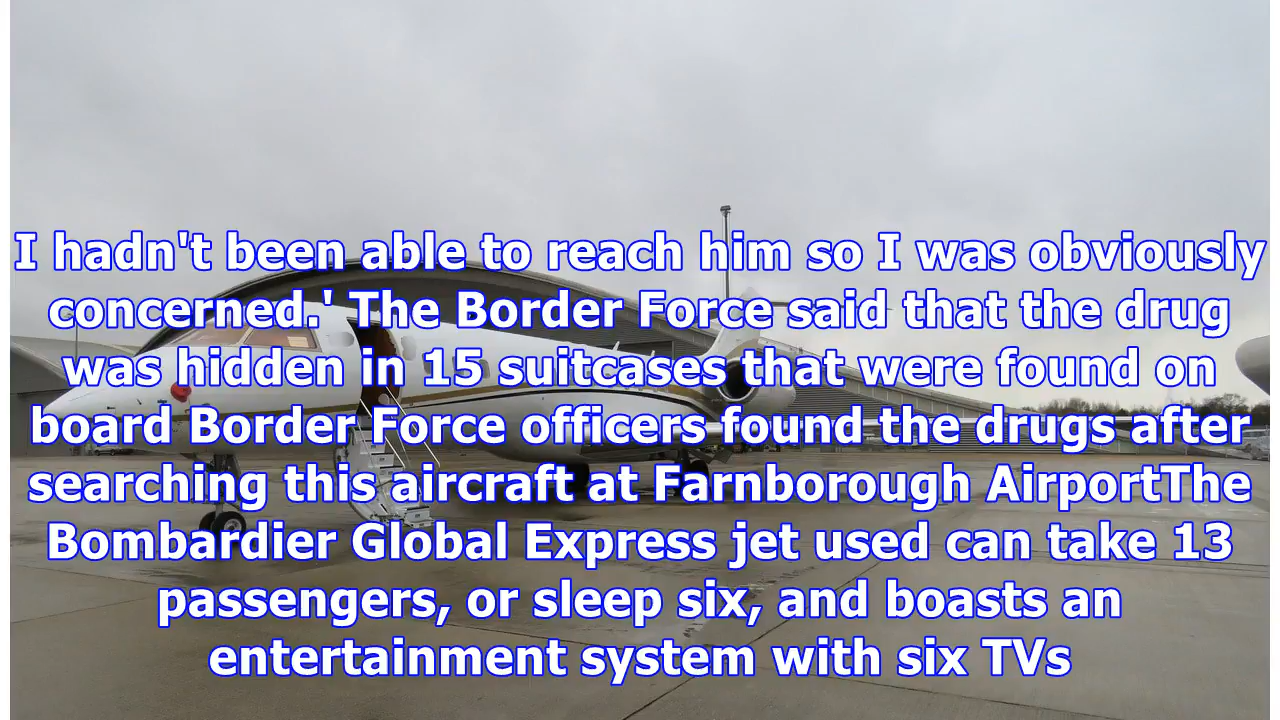 I hadn't been able to reach him so I was obviously
concerned.' The Border Force said that the drug
was hidden in 15 suitcases that were found on
board Border Force officers found the drugs after
searching this aircraft at Farnborough AirportThe
Bombardier Global Express jet used can take 13
passengers, or sleep six, and boasts an
entertainment system with six TVs